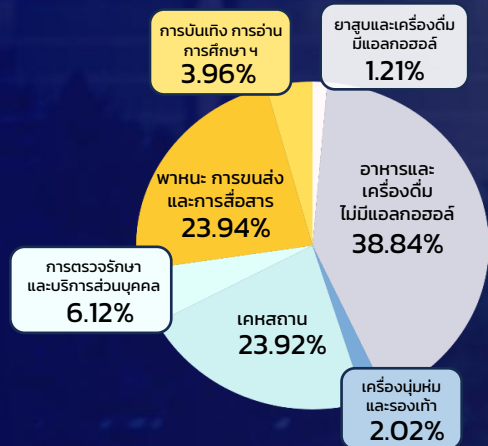 การบันเทิง การอ่าน
การศึกษา ฯ
3.96%
ยาสูบและเครื่องดื่ม
มีแอลกอฮอล์
1.21%
พาหนะ การขนส่ง
และการสื่อสาร
23.94%
อาหารและ
เครื่องดื่ม
ไม่มีแอลกอฮอล์
38.84%
การตรวจรักษา
และบริการส่วนบุคคล
6.12%
เคหสถาน
23.92%
เครื่องนุ่มห่ม
และรองเท้า
2.02%